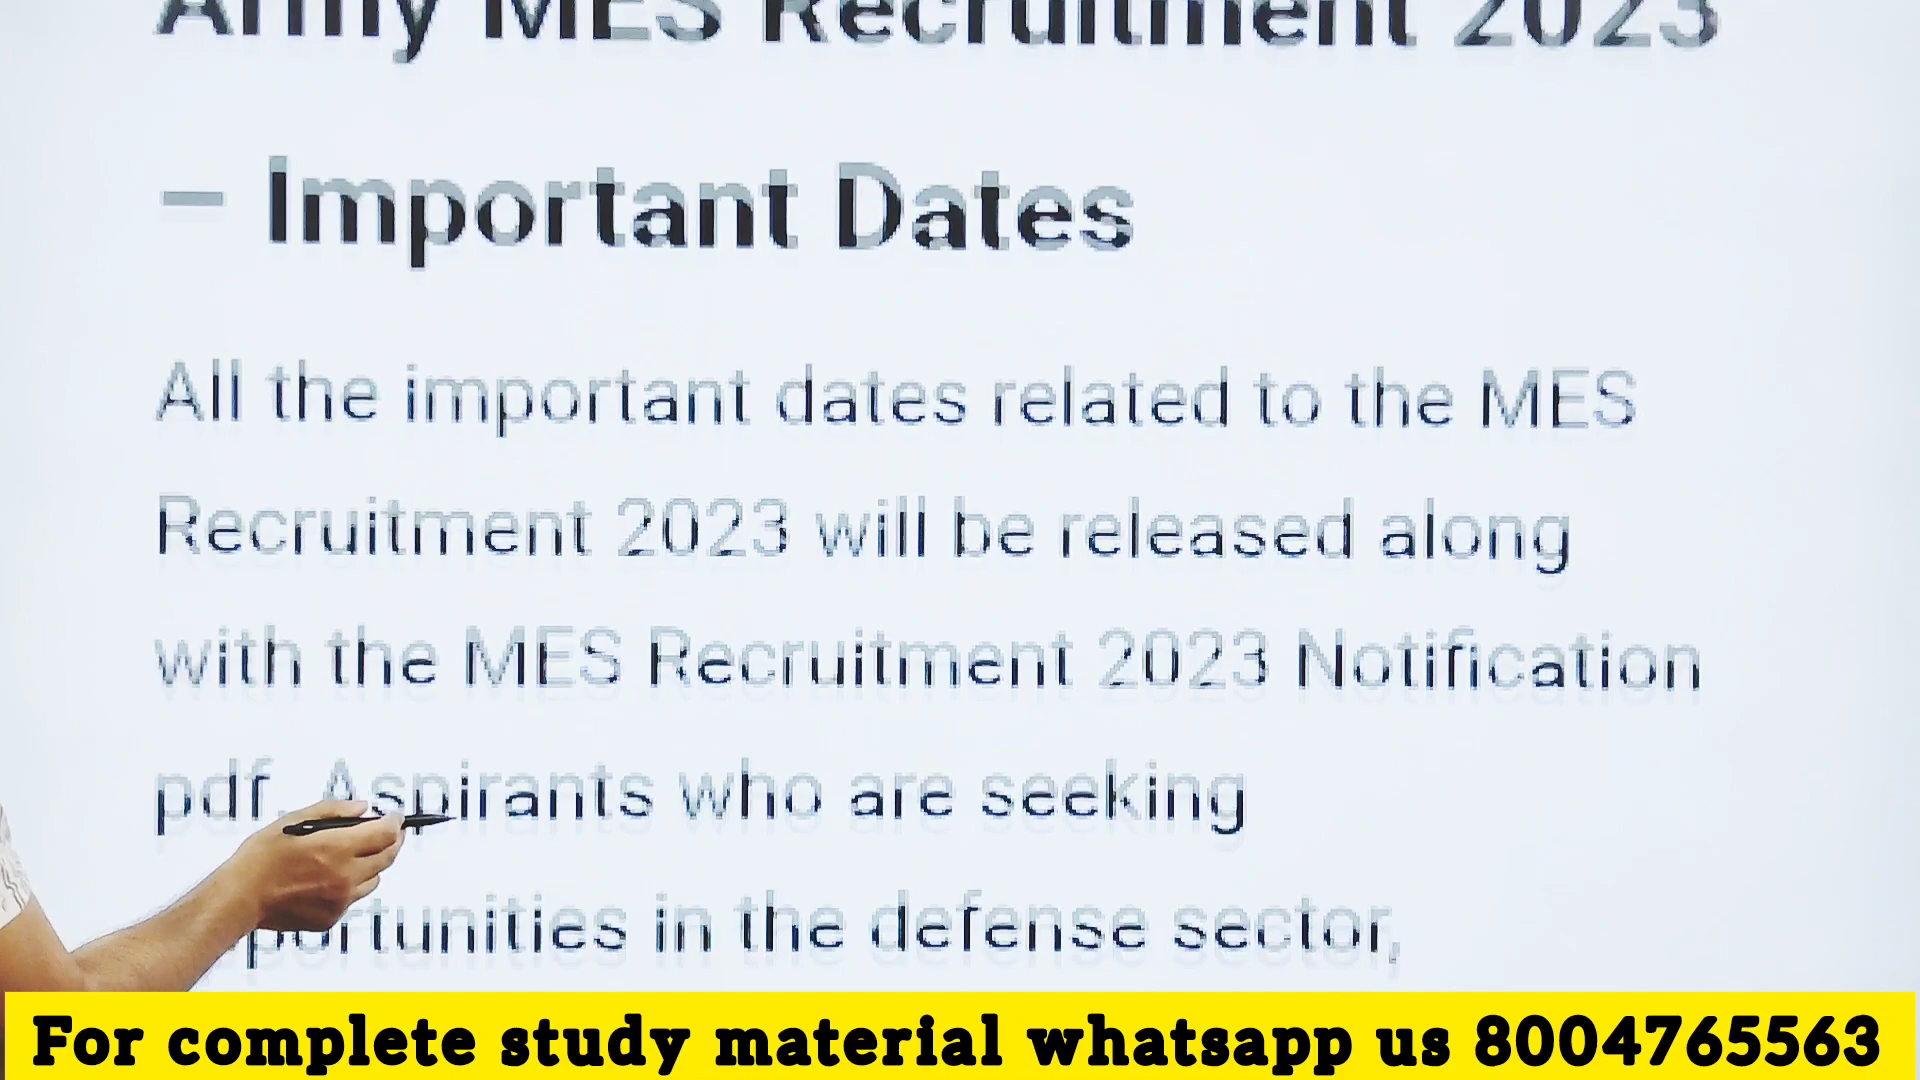 Army MES Recruitment 2023
– Important Dates
All the important dates related to the MES
Recruitment 2023 will be released along
with the MES Recruitment 2023 Notification
pdf. Aspirants who are seeking
opportunities in the defense sector,
For complete study material whatsapp us 8004765563